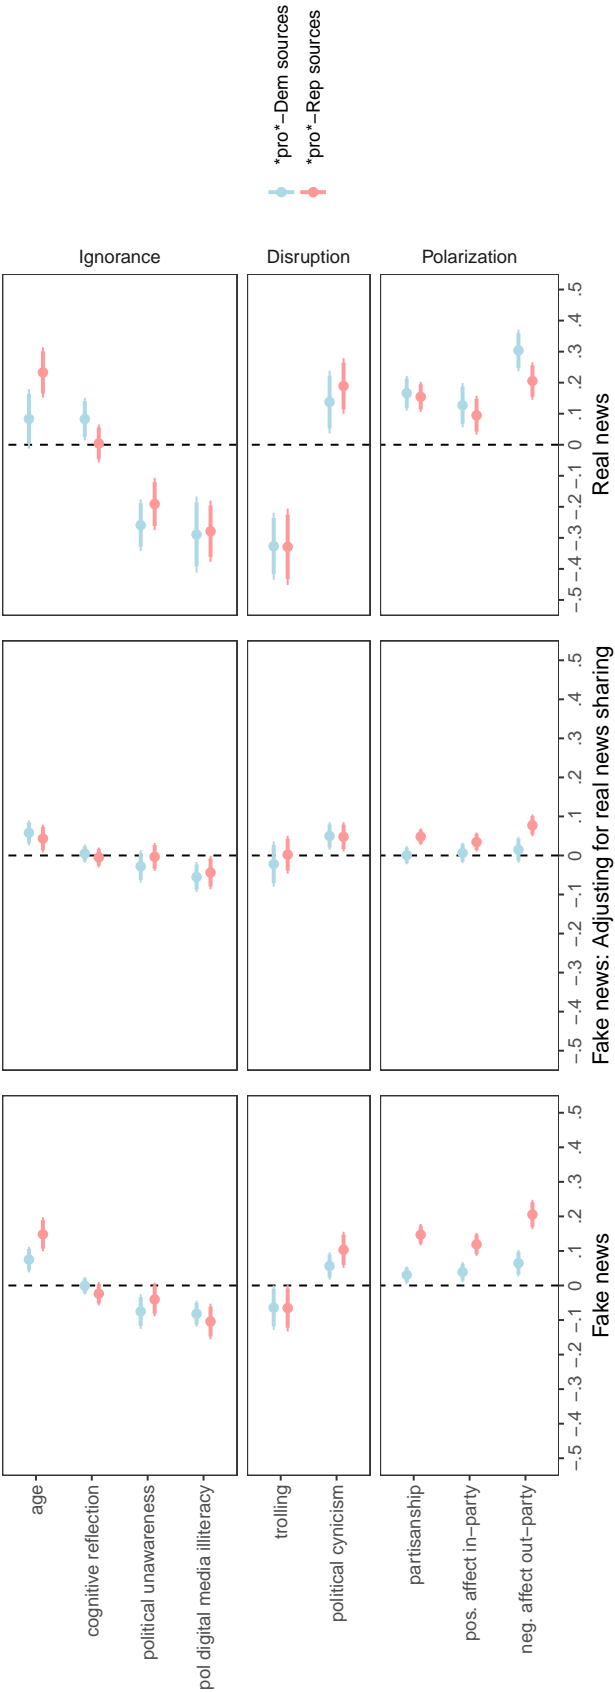 *pro*−Dem sources
*pro*−Rep sources
Ignorance
Disruption
Polarization
age
cognitive reflection
political unawareness
pol digital media illiteracy
trolling
political cynicism
partisanship
pos. affect in−party
neg. affect out−party
−.5 −.4 −.3 −.2 −.1 0 .1 .2 .3 .4 .5
Fake news
−.5 −.4 −.3 −.2 −.1 0 .1 .2 .3 .4 .5
Fake news: Adjusting for real news sharing
−.5 −.4 −.3 −.2 −.1 0 .1 .2 .3 .4 .5
Real news